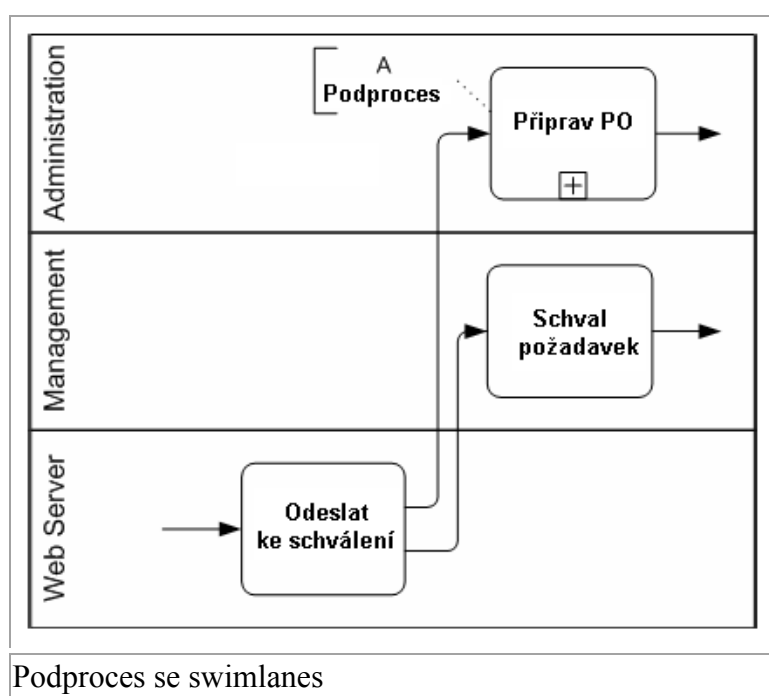 Administration
A
Podproces
Připrav PO
Management
Schval
požadavek
Web Server
Odeslat
ke schválení
Podproces se swimlanes